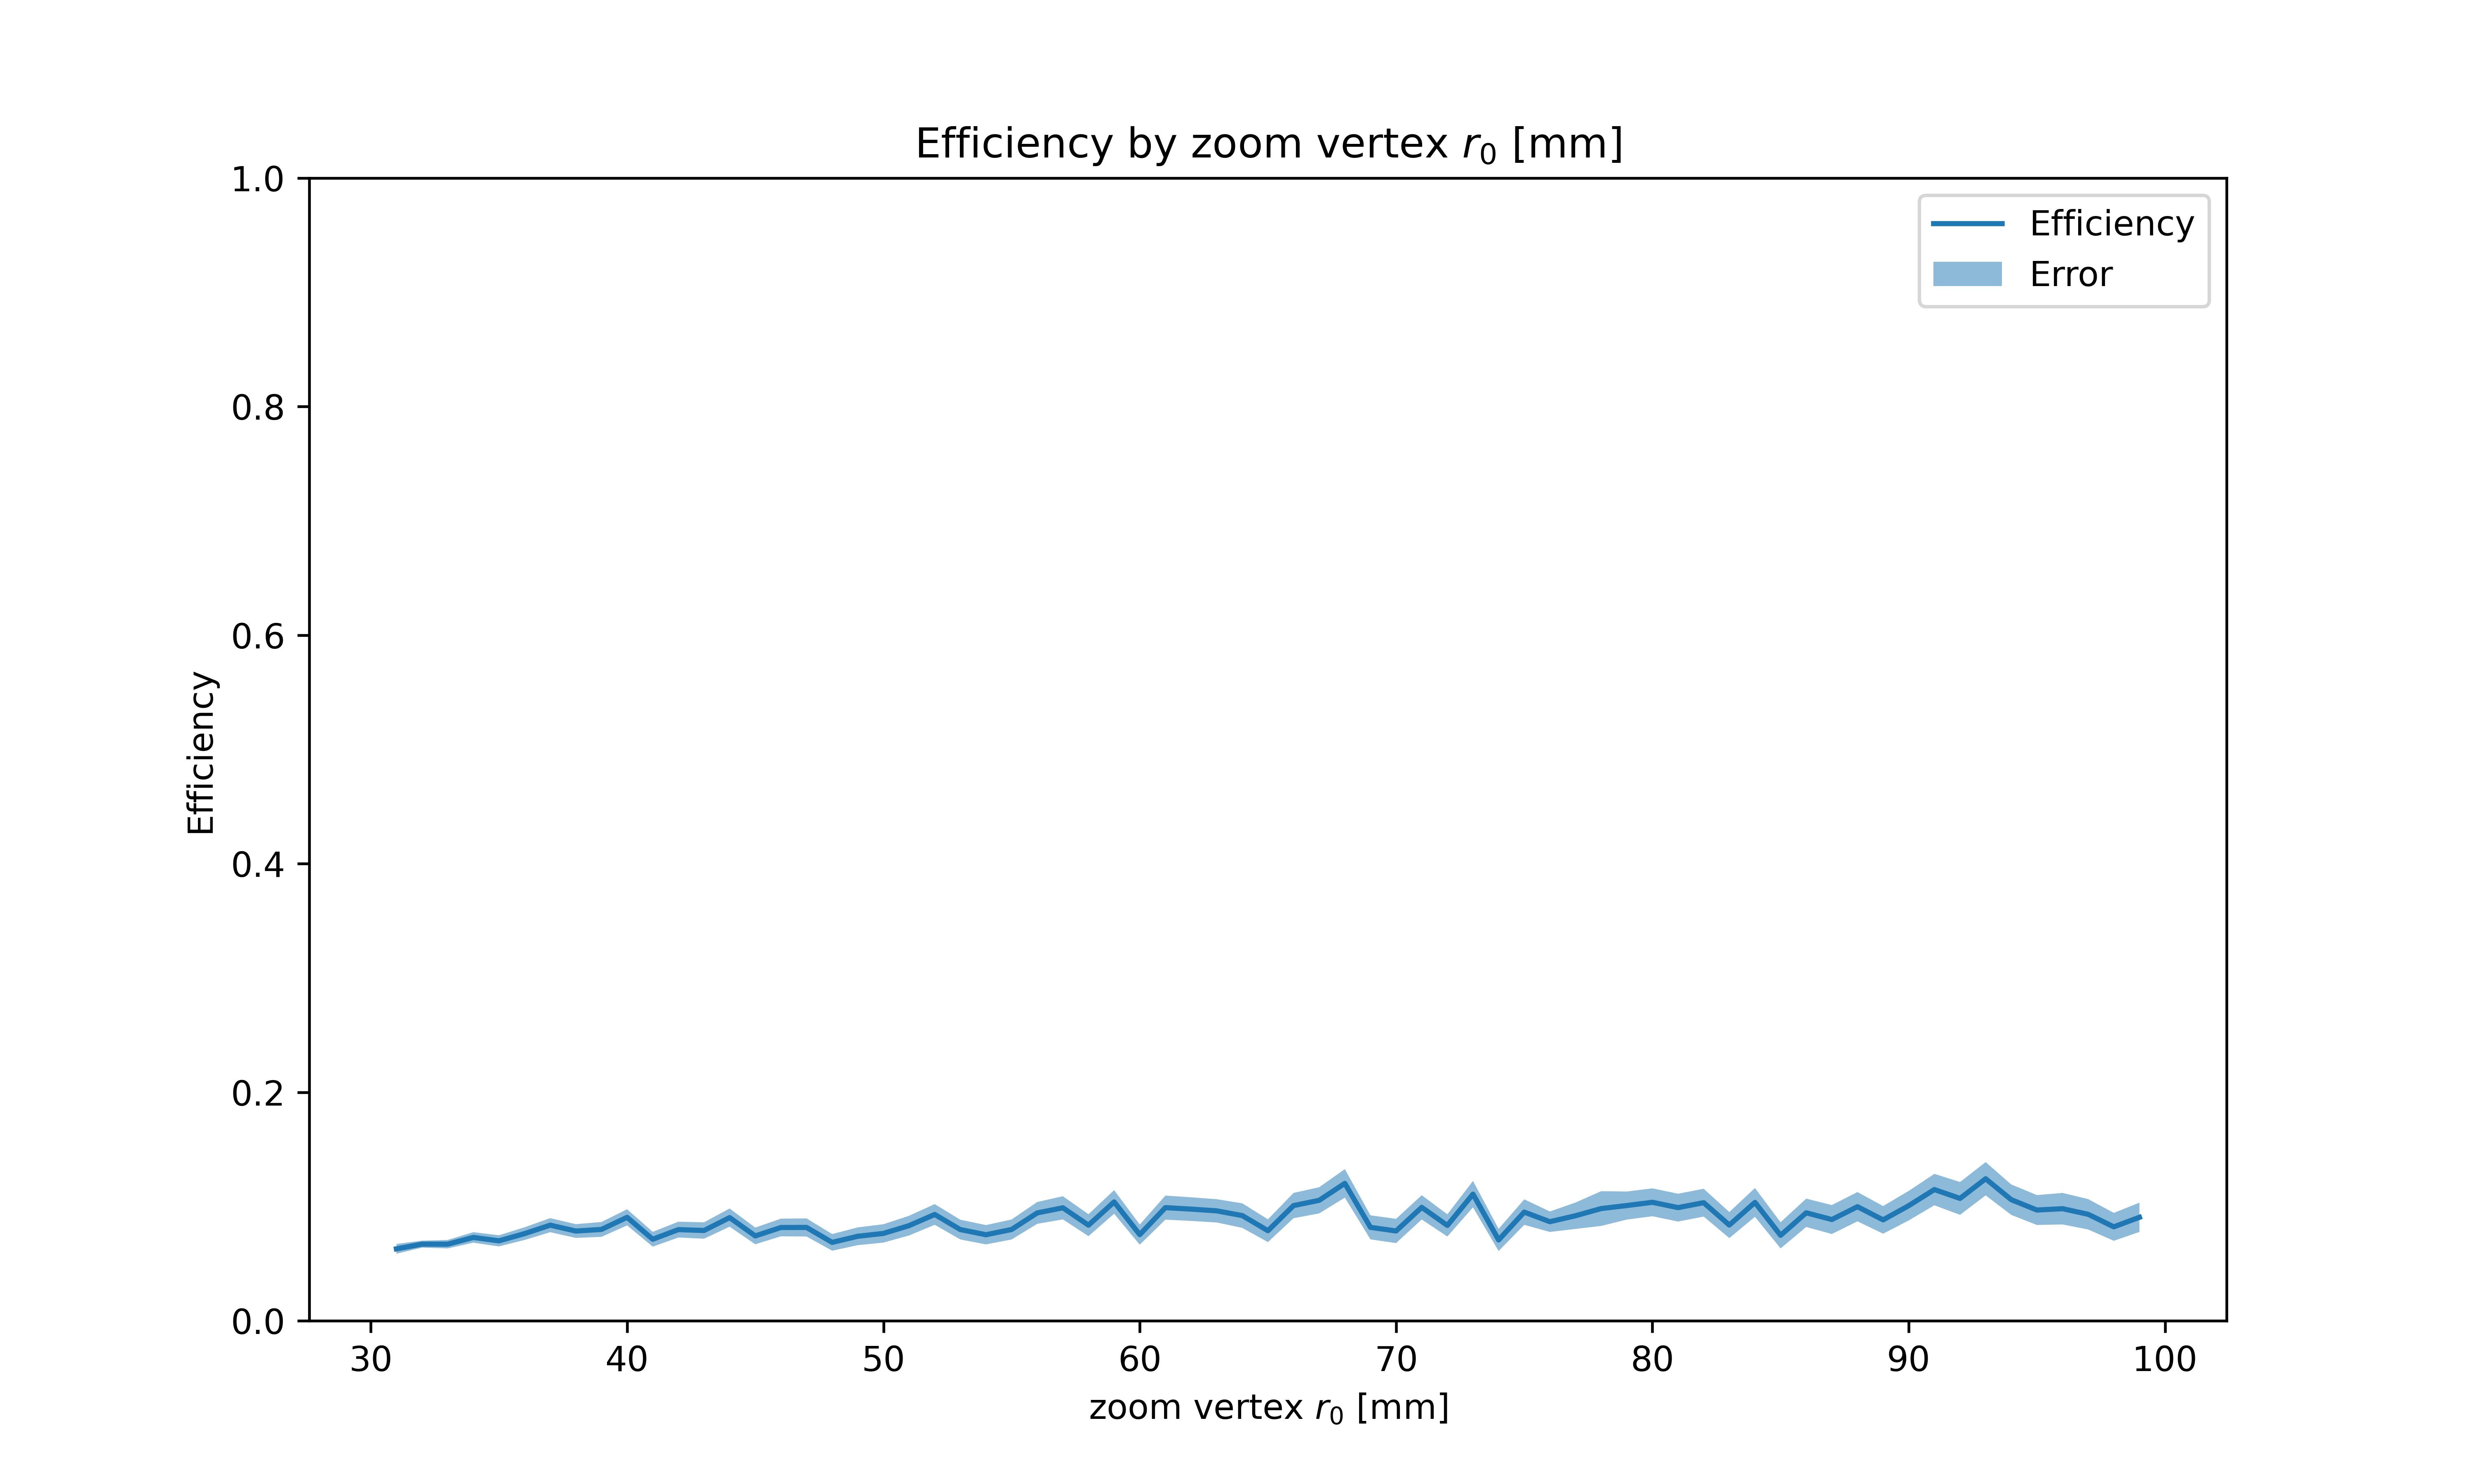 Efficiency by zoom vertex r₀ [mm]
1.0
0.8
0.6
0.4
0.2
0.0
Efficiency
Efficiency
Error
30 40 50 60 70 80 90 100
zoom vertex r₀ [mm]